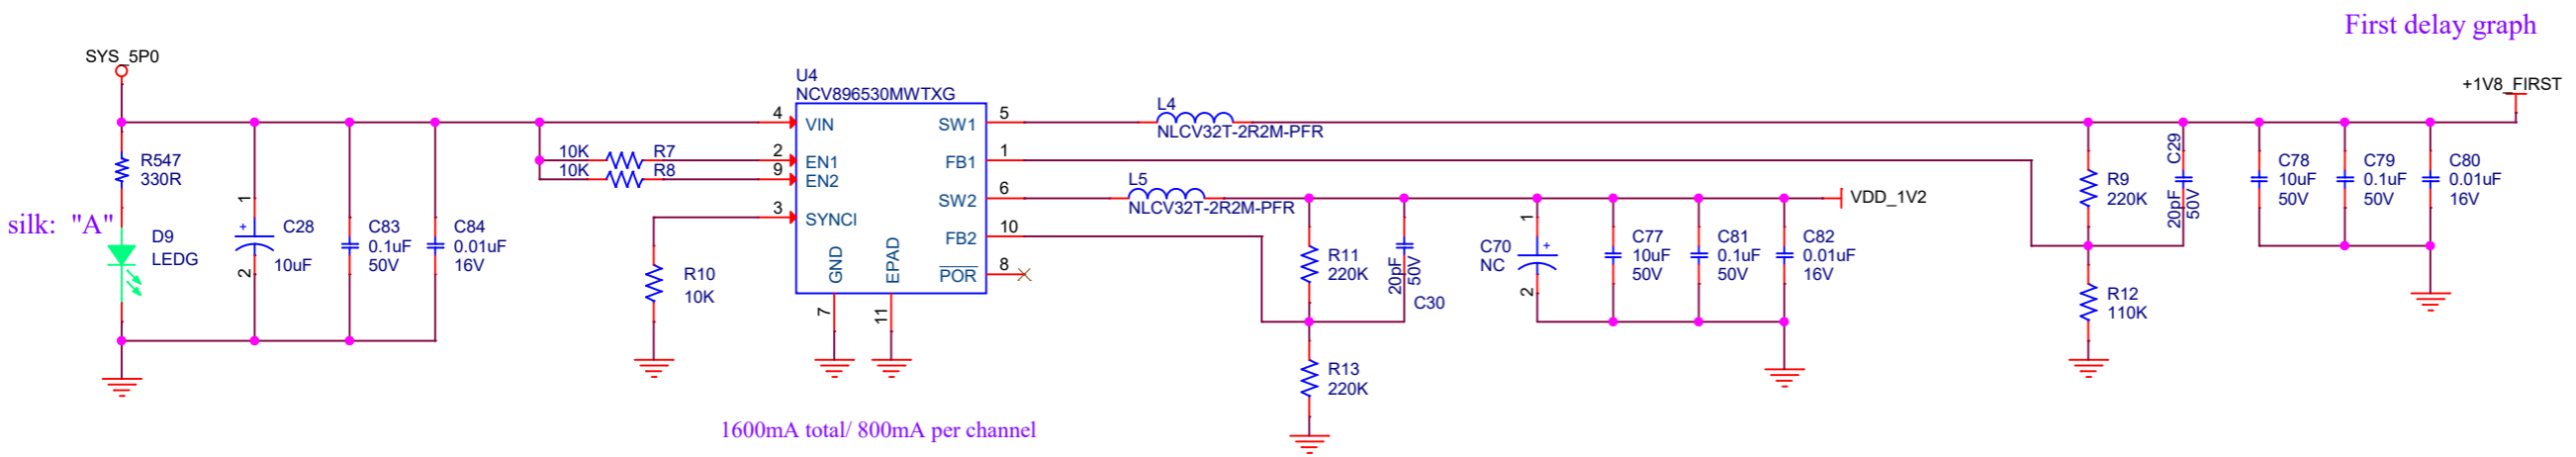 First delay graph
SYS_5P0
+1V8_FIRST
U4
NCV896530MWTXG
4
VIN
SW1
5
L4
NLCV32T-2R2M-PFR
R547
330R
10K
R7
2
EN1
FB1
1
10K
R8
9
EN2
SW2
6
L5
NLCV32T-2R2M-PFR
VDD_1V2
3
SYNCI
FB2
10
GND
EPAD
POR
8
7
11
silk: "A"
D9
LEDG
1
+
C28
10uF
2
C83
0.1uF
50V
C84
0.01uF
16V
R10
10K
R11
220K
20pF
50V
C30
C70
NC
1
+
2
C77
10uF
50V
C81
0.1uF
50V
C82
0.01uF
16V
R9
220K
C29
20pF
50V
C78
10uF
50V
C79
0.1uF
50V
C80
0.01uF
16V
R12
110K
R13
220K
1600mA total/ 800mA per channel